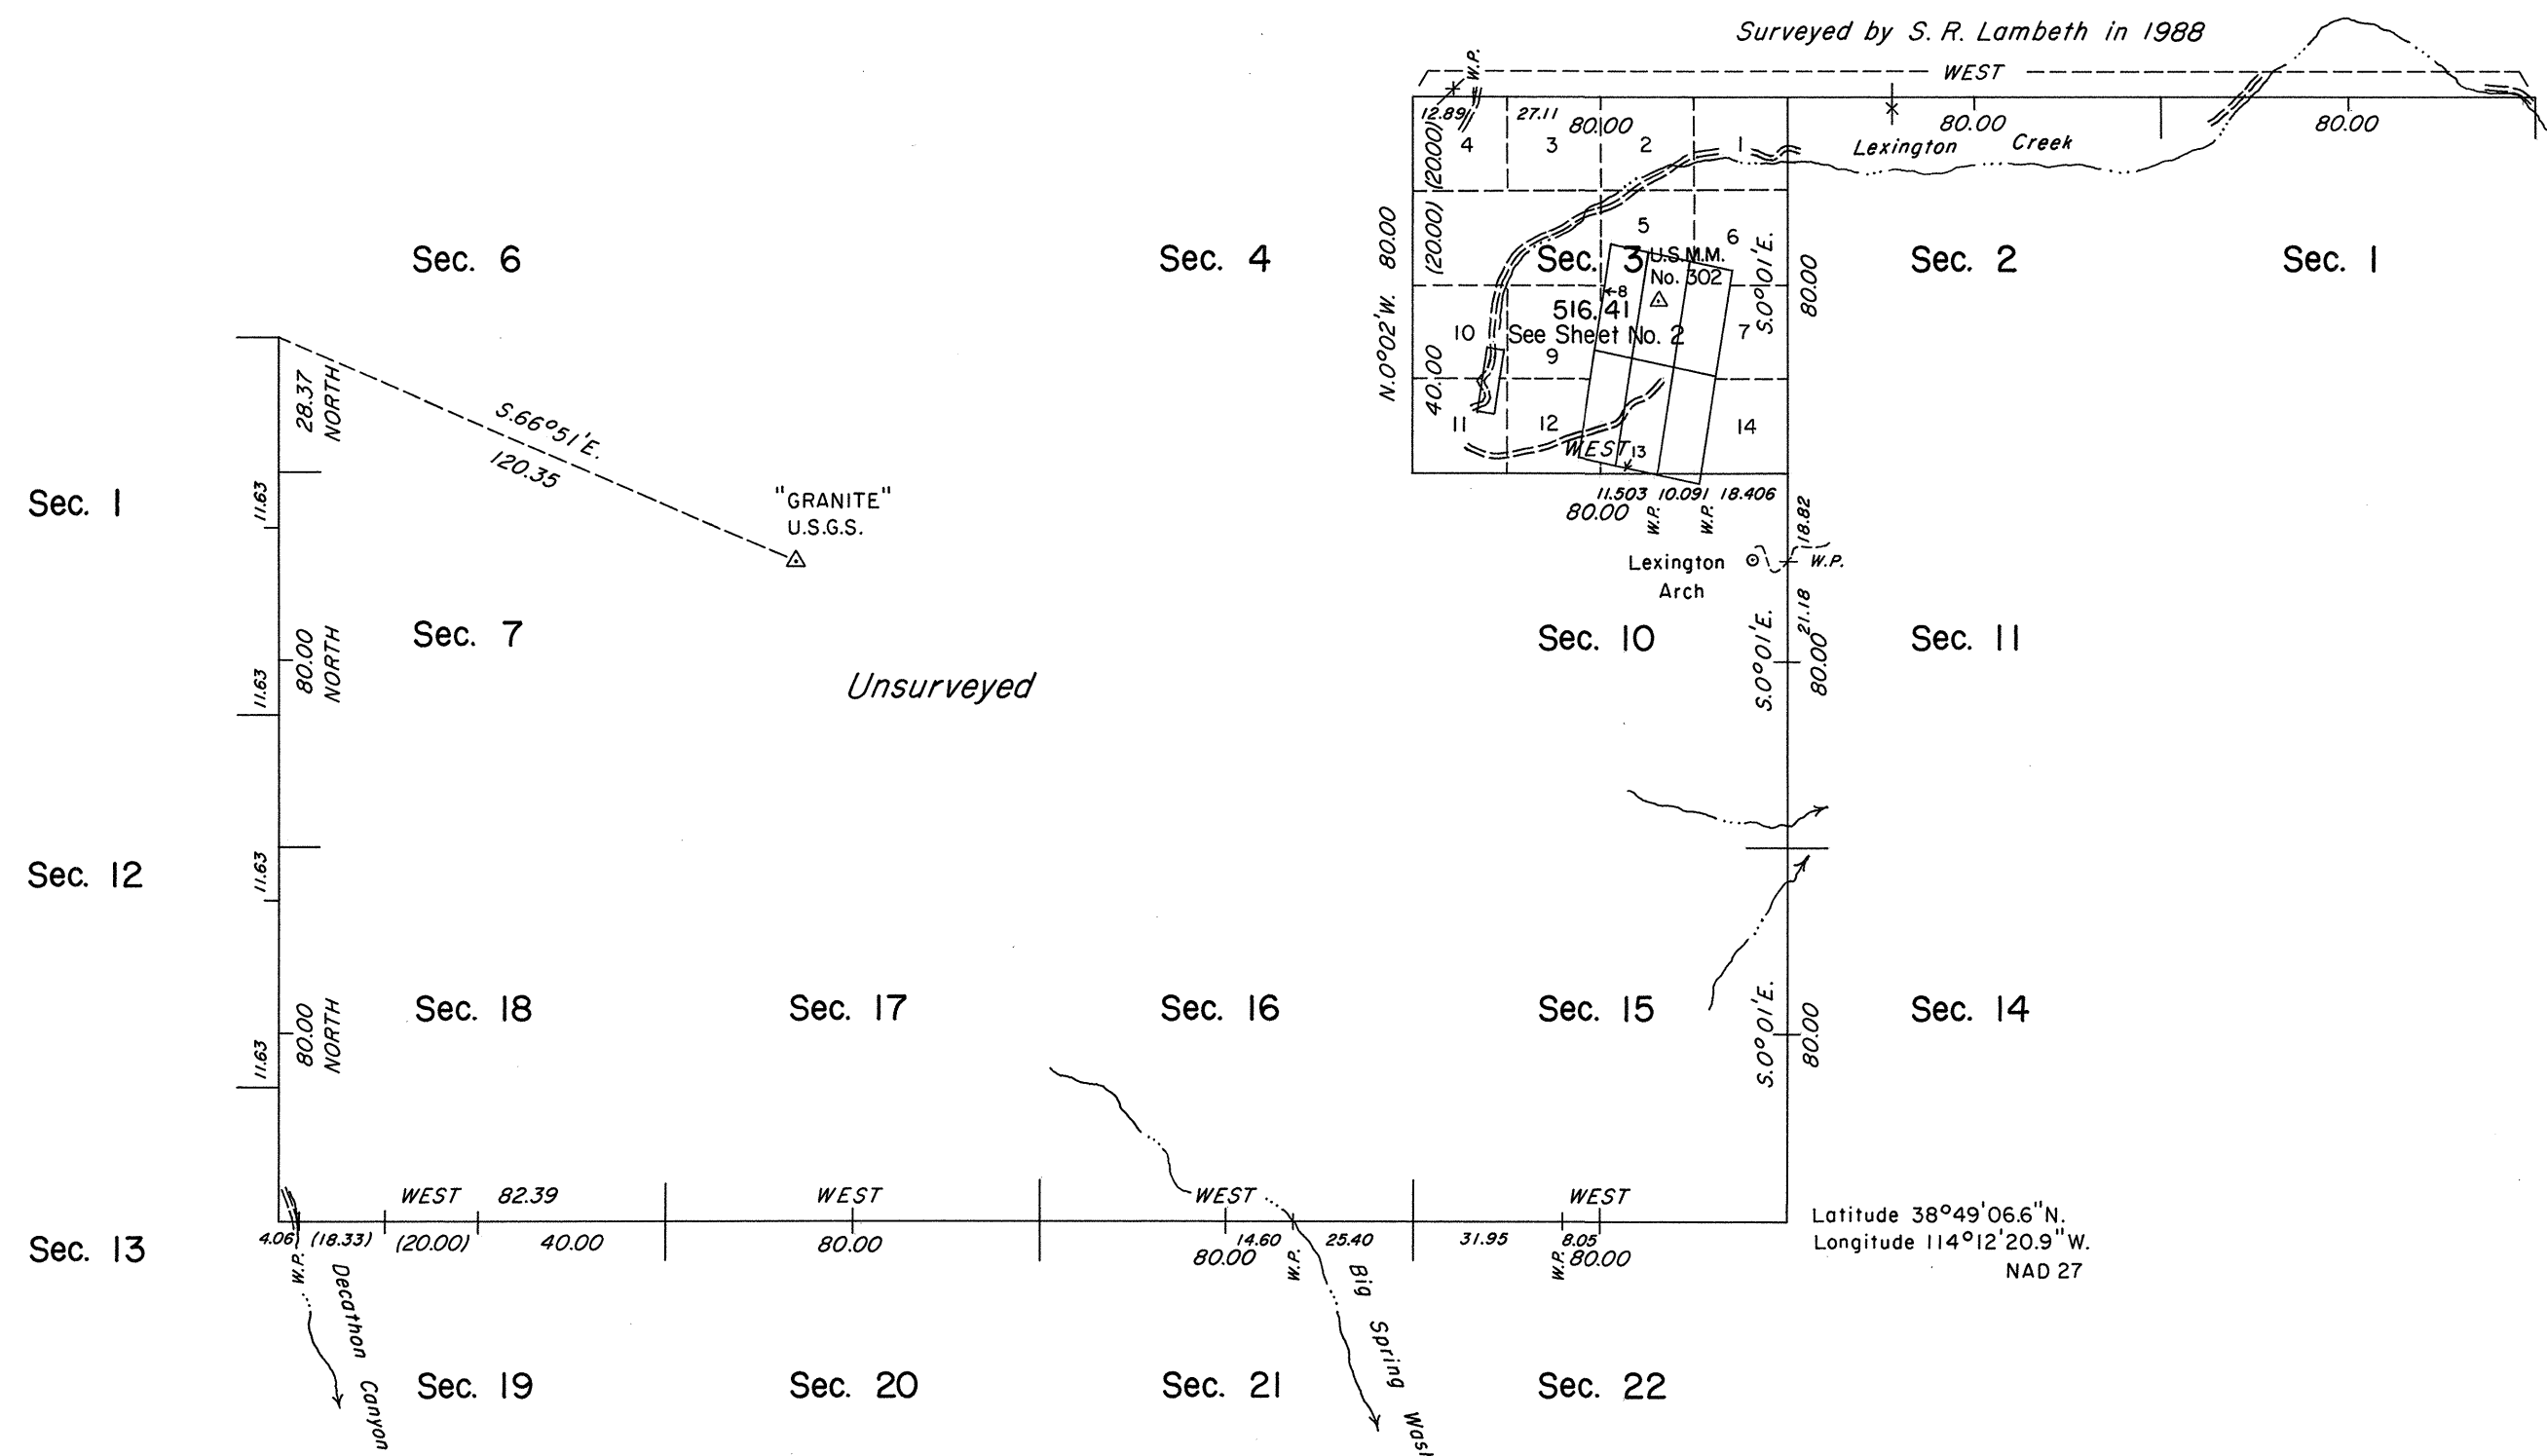 Surveyed by S. R. Lambeth in 1988
WEST
W.P.
12.89
27.11
80.00
80.00
80.00
(20.00)
4
3
2
1
Lexington Creek
N.0°02'W. 80.00
(20.00)
5
6
Sec. 6
Sec. 4
Sec. 3
U.S.M.M.
No. 302
S.0°01'E.
80.00
Sec. 2
Sec. 1
8
516.41
See Sheet No. 2
10
7
9
40.00
11
12
14
WEST
13
11.503 10.091 18.406
80.00
W.P.
W.P.
28.37
NORTH
S.66°51'E.
120.35
"GRANITE"
U.S.G.S.
Sec. 1
11.63
18.82
Lexington
Arch
W.P.
21.18
80.00
NORTH
Sec. 7
Sec. 10
S.0°01'E.
80.00
Sec. 11
11.63
Unsurveyed
Sec. 12
11.63
80.00
NORTH
11.63
Sec. 18
Sec. 17
Sec. 16
Sec. 15
S.0°01'E.
80.00
Sec. 14
WEST 82.39
WEST
WEST
WEST
Latitude 38°49'06.6"N.
Longitude 114°12'20.9"W.
NAD 27
Sec. 13
4.06
(18.33)
(20.00)
40.00
80.00
14.60
80.00
25.40
31.95
8.05
80.00
W.P.
W.P.
W.P.
Decathon Canyon
Big Spring Wash
Sec. 19
Sec. 20
Sec. 21
Sec. 22